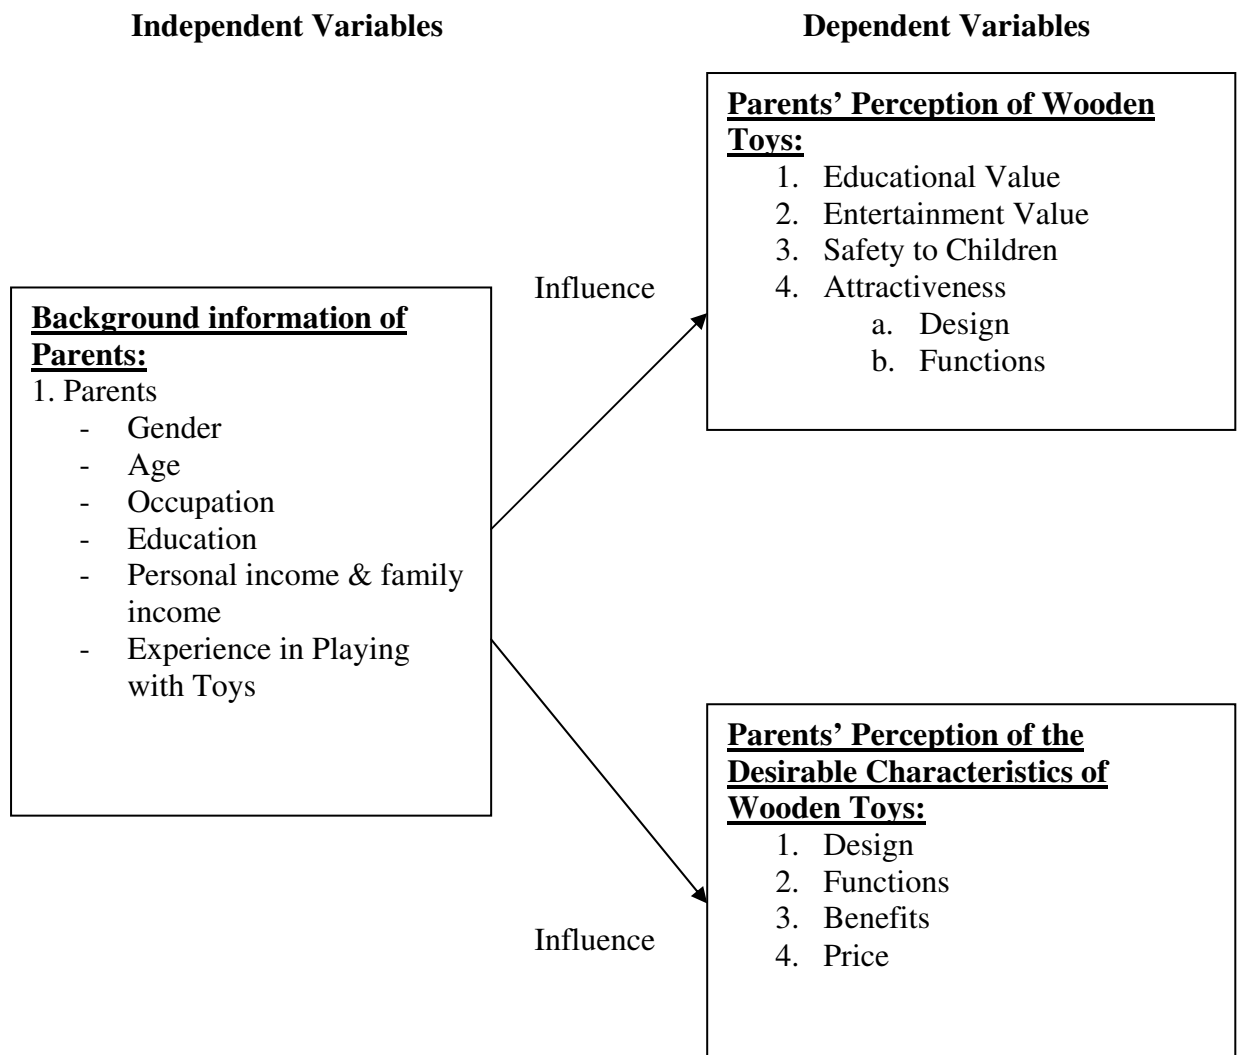 Independent Variables
Dependent Variables
Parents’ Perception of Wooden
Toys:
1. Educational Value
2. Entertainment Value
3. Safety to Children
4. Attractiveness
a. Design
b. Functions
Influence
Background information of
Parents:
1. Parents
- Gender
- Age
- Occupation
- Education
- Personal income & family
income
- Experience in Playing
with Toys
Parents’ Perception of the
Desirable Characteristics of
Wooden Toys:
1. Design
2. Functions
3. Benefits
4. Price
Influence